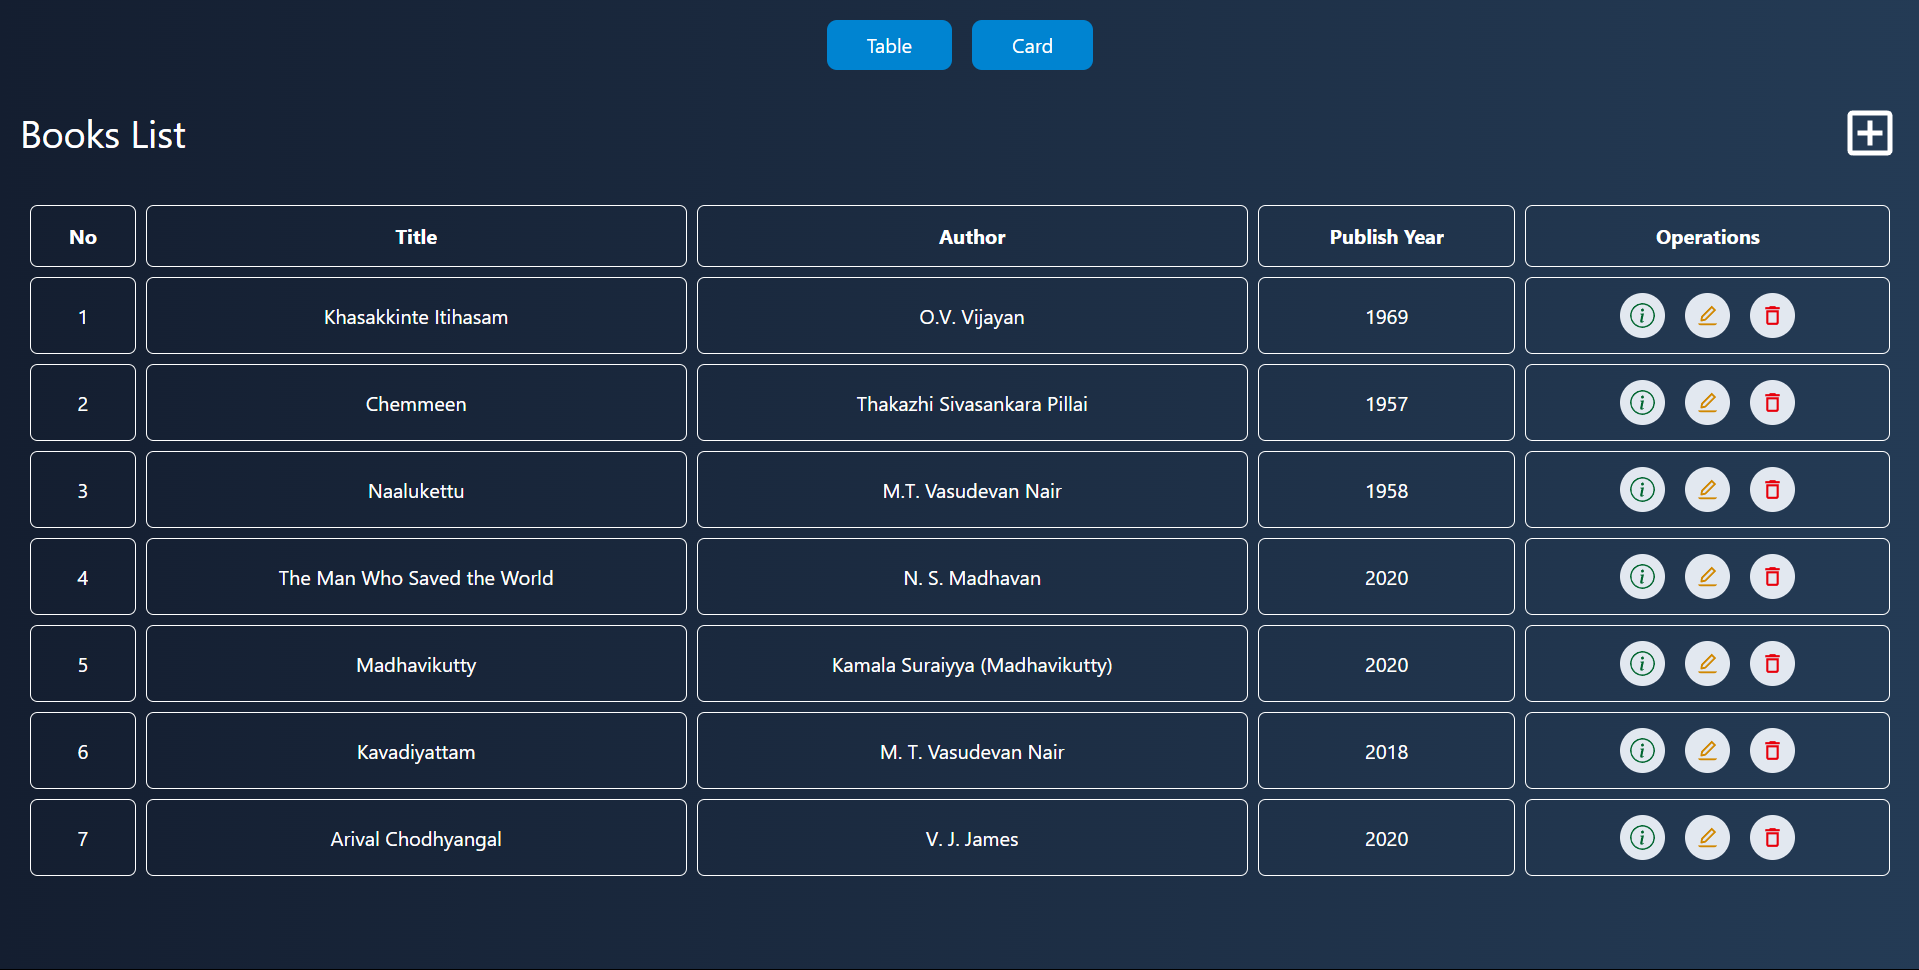 Table Card
Books List
No Title Author Publish Year Operations
1 Khasakkinte Itihasam O.V. Vijayan 1969
2 Chemmeen Thakazhi Sivasankara Pillai 1957
3 Naalukettu M.T. Vasudevan Nair 1958
4 The Man Who Saved the World N. S. Madhavan 2020
5 Madhavikutty Kamala Suraiyya (Madhavikutty) 2020
6 Kavadiyattam M. T. Vasudevan Nair 2018
7 Arival Chodhyangal V. J. James 2020